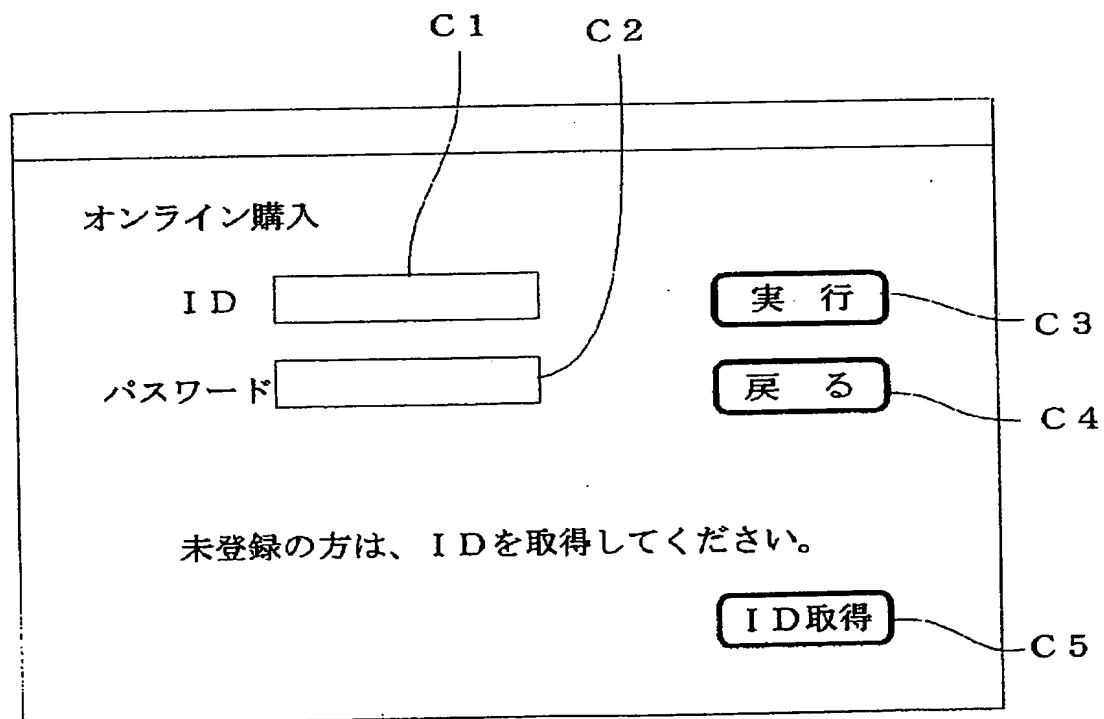 C1 C2
オンライン購入
ID 実 行
C3
パスワード 戻 る
C4
未登録の方は、IDを取得してください。
ID取得
C5